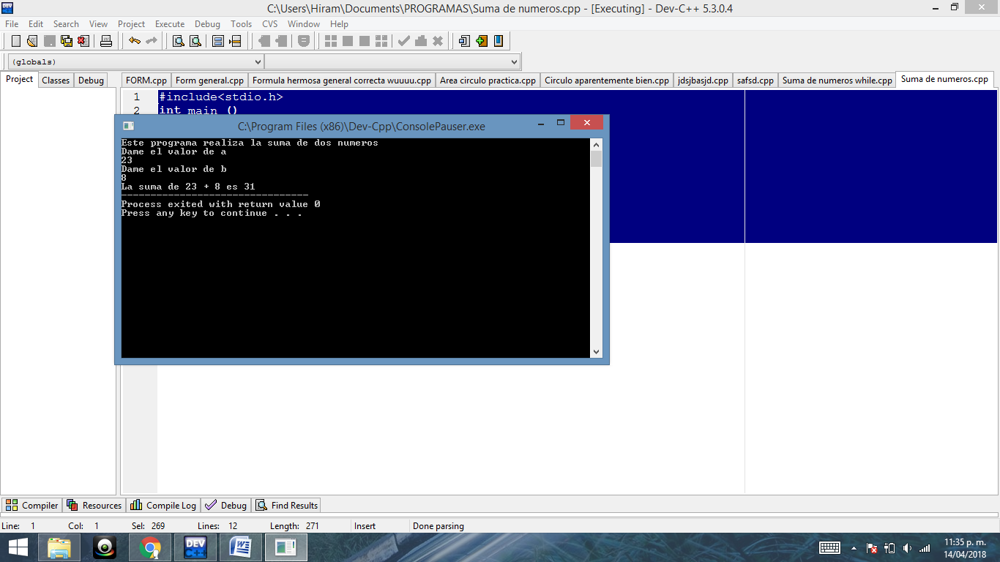 C:\Users\Hiram\Documents\PROGRAMAS\Suma de numeros.cpp - [Executing] - Dev-C++ 5.3.0.4
File Edit Search View Project Execute Debug Tools CVS Window Help
(globals)
Project Classes Debug
FORM.cpp Form general.cpp Formula hermosa general correcta wuuuu.cpp Area circulo practica.cpp Circulo aparentemente bien.cpp jdsjbasjd.cpp safsd.cpp Suma de numeros while.cpp Suma de numeros.cpp
1 #include<stdio.h>
2 int main ()
C:\Program Files (x86)\Dev-Cpp\ConsolePauser.exe
Este programa realiza la suma de dos numeros
Dame el valor de a
23
Dame el valor de b
8
La suma de 23 + 8 es 31
--------------------------------
Process exited with return value 0
Press any key to continue . . .
Compiler Resources Compile Log Debug Find Results
Line: 1 Col: 1 Sel: 269 Lines: 12 Length: 271 Insert Done parsing
DEV C++
11:35 p. m.
14/04/2018